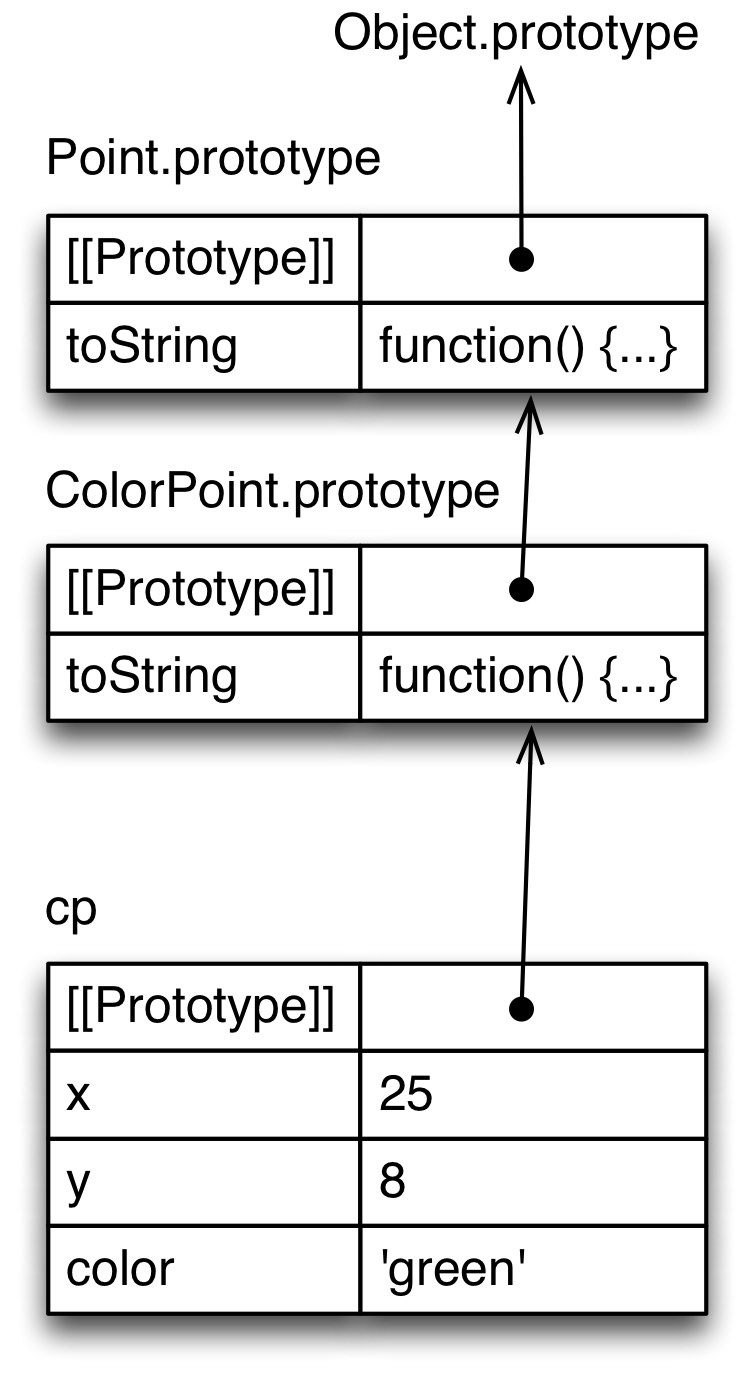 Object.prototype
Point.prototype
[[Prototype]]
toString function() {...}
ColorPoint.prototype
[[Prototype]]
toString function() {...}
cp
[[Prototype]]
x 25
y 8
color 'green'